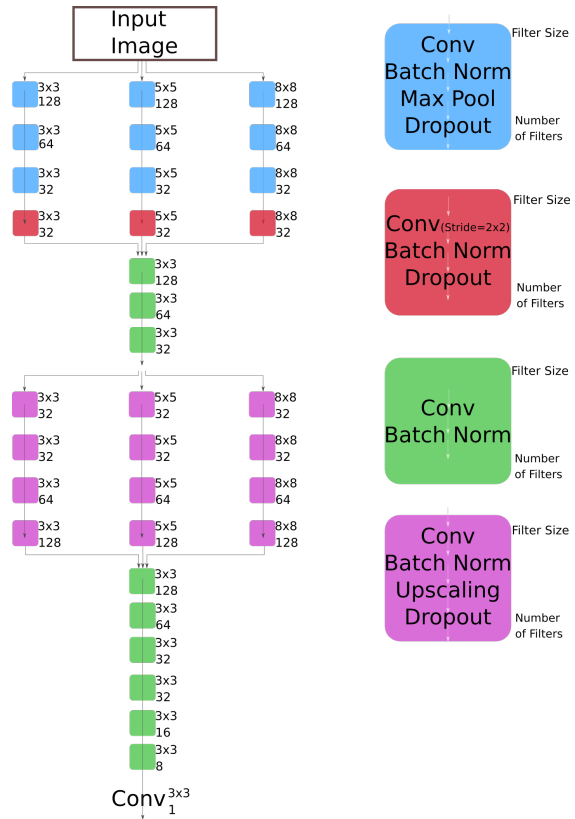 Input
Image
3x3
128
5x5
128
8x8
128
3x3
64
5x5
64
8x8
64
3x3
32
5x5
32
8x8
32
3x3
32
5x5
32
8x8
32
3x3
128
3x3
64
3x3
32
3x3
32
5x5
32
8x8
32
3x3
32
5x5
32
8x8
32
3x3
64
5x5
64
8x8
64
3x3
128
5x5
128
8x8
128
3x3
128
3x3
64
3x3
32
3x3
32
3x3
16
3x3
8
Conv 3x3
1
Filter Size
Conv
Batch Norm
Max Pool
Dropout
Number
of Filters
Filter Size
Conv(Stride=2x2)
Batch Norm
Dropout
Number
of Filters
Filter Size
Conv
Batch Norm
Number
of Filters
Filter Size
Conv
Batch Norm
Upscaling
Dropout
Number
of Filters